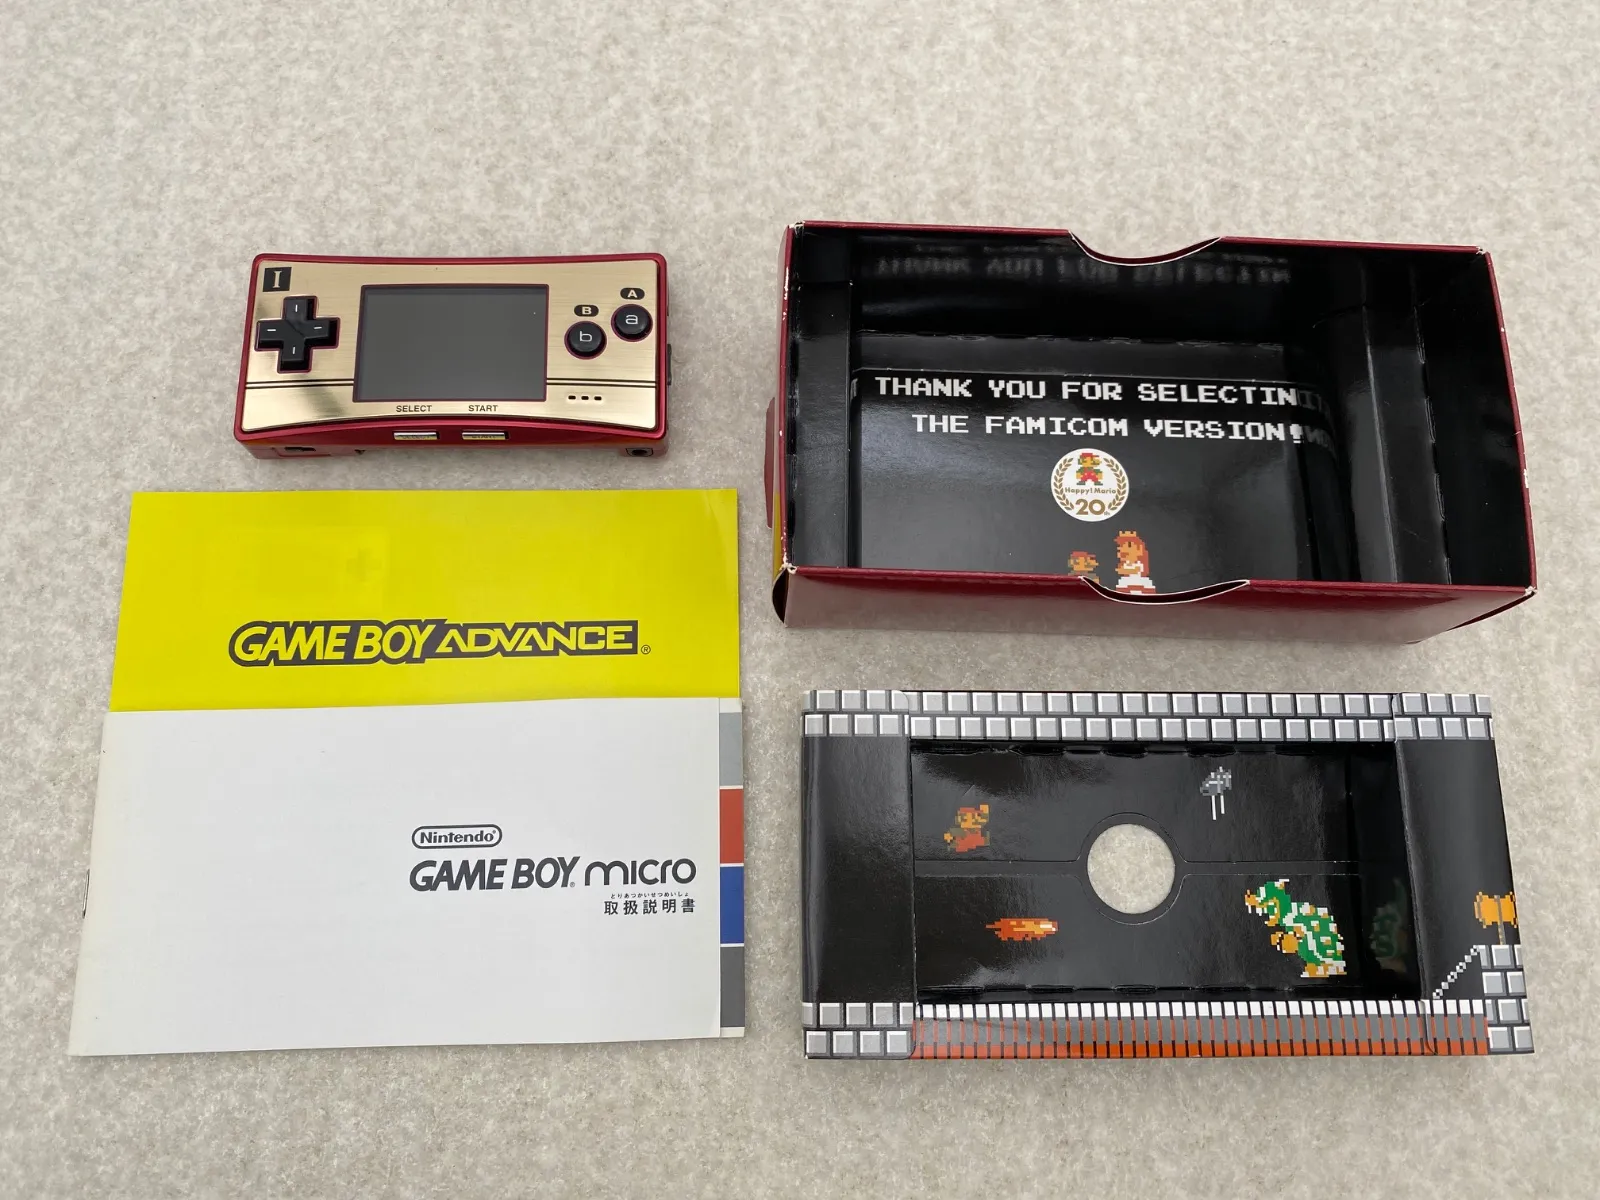 I
B
A
b
a
SELECT START
GAME BOY ADVANCE®
Nintendo®
GAME BOY® micro
とりあつかいせつめいしょ
取扱説明書
THANK YOU FOR SELECTIN
THE FAMICOM VERSION!
Happy! Mario
20th